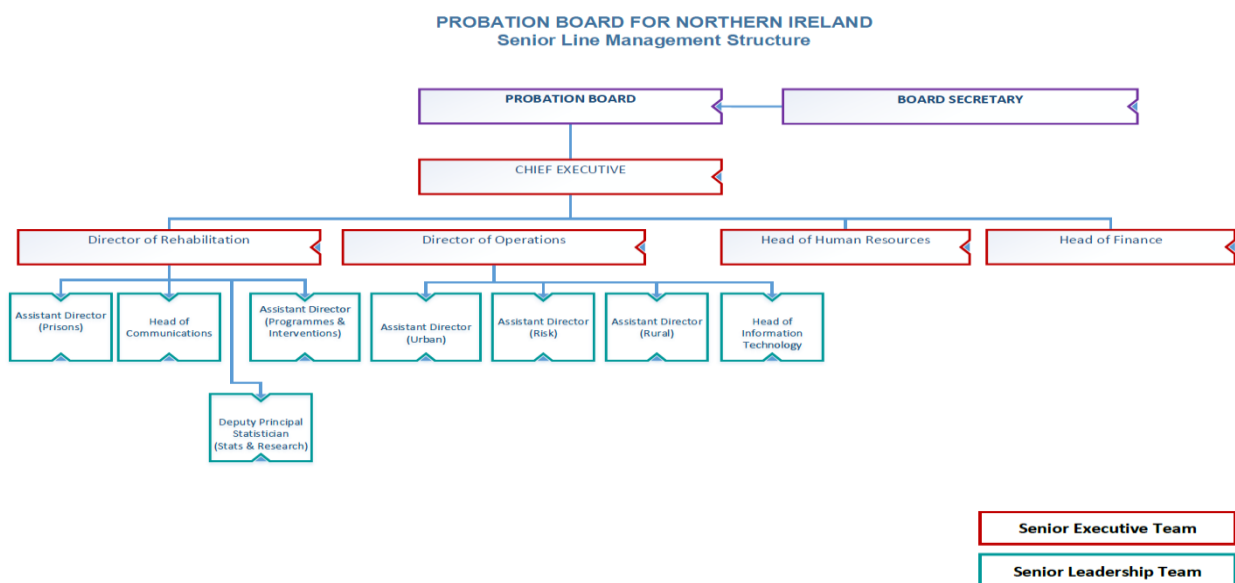 PROBATION BOARD FOR NORTHERN IRELAND
Senior Line Management Structure
PROBATION BOARD
BOARD SECRETARY
CHIEF EXECUTIVE
Director of Rehabilitation
Director of Operations
Head of Human Resources
Head of Finance
Assistant Director
(Prisons)
Head of
Communications
Assistant Director
(Programmes &
Interventions)
Assistant Director
(Urban)
Assistant Director
(Risk)
Assistant Director
(Rural)
Head of
Information
Technology
Deputy Principal
Statistician
(Stats & Research)
Senior Executive Team
Senior Leadership Team